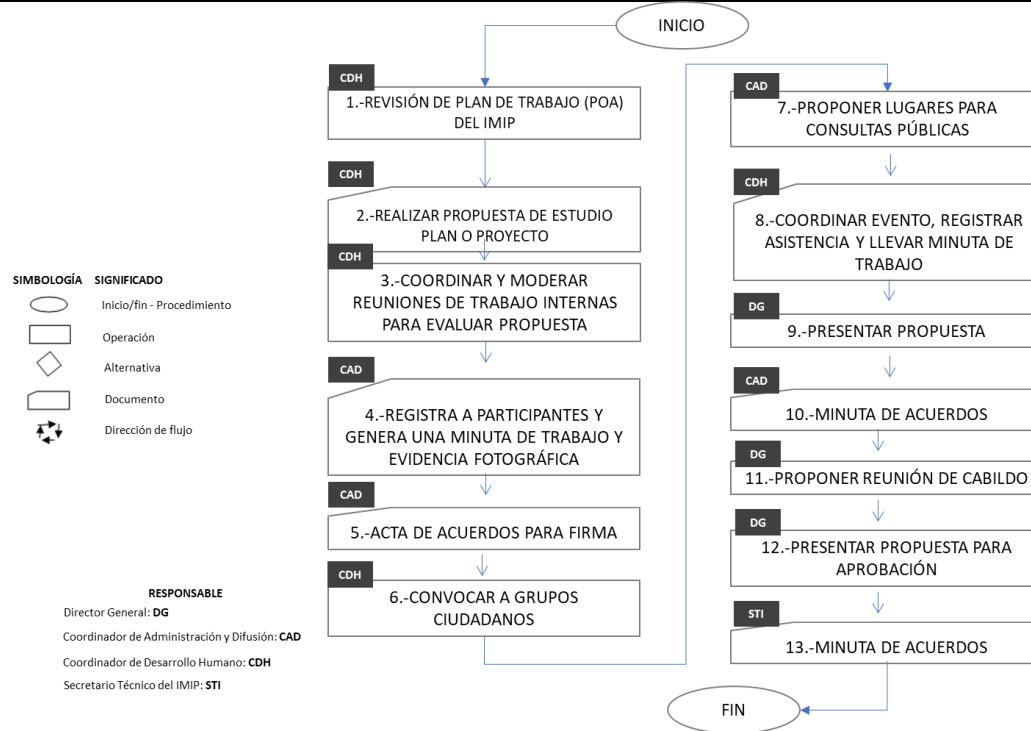 INICIO
CDH
1.-REVISIÓN DE PLAN DE TRABAJO (POA)
DEL IMIP
CDH
2.-REALIZAR PROPUESTA DE ESTUDIO
PLAN O PROYECTO
CDH
3.-COORDINAR Y MODERAR
REUNIONES DE TRABAJO INTERNAS
PARA EVALUAR PROPUESTA
CAD
4.-REGISTRA A PARTICIPANTES Y
GENERA UNA MINUTA DE TRABAJO Y
EVIDENCIA FOTOGRÁFICA
CAD
5.-ACTA DE ACUERDOS PARA FIRMA
CDH
6.-CONVOCAR A GRUPOS
CIUDADANOS
CAD
7.-PROPONER LUGARES PARA
CONSULTAS PÚBLICAS
CDH
8.-COORDINAR EVENTO, REGISTRAR
ASISTENCIA Y LLEVAR MINUTA DE
TRABAJO
DG
9.-PRESENTAR PROPUESTA
CAD
10.-MINUTA DE ACUERDOS
DG
11.-PROPONER REUNIÓN DE CABILDO
DG
12.-PRESENTAR PROPUESTA PARA
APROBACIÓN
STI
13.-MINUTA DE ACUERDOS
FIN
SIMBOLOGÍA SIGNIFICADO
Inicio/fin - Procedimiento
Operación
Alternativa
Documento
Dirección de flujo
RESPONSABLE
Director General: DG
Coordinador de Administración y Difusión: CAD
Coordinador de Desarrollo Humano: CDH
Secretario Técnico del IMIP: STI